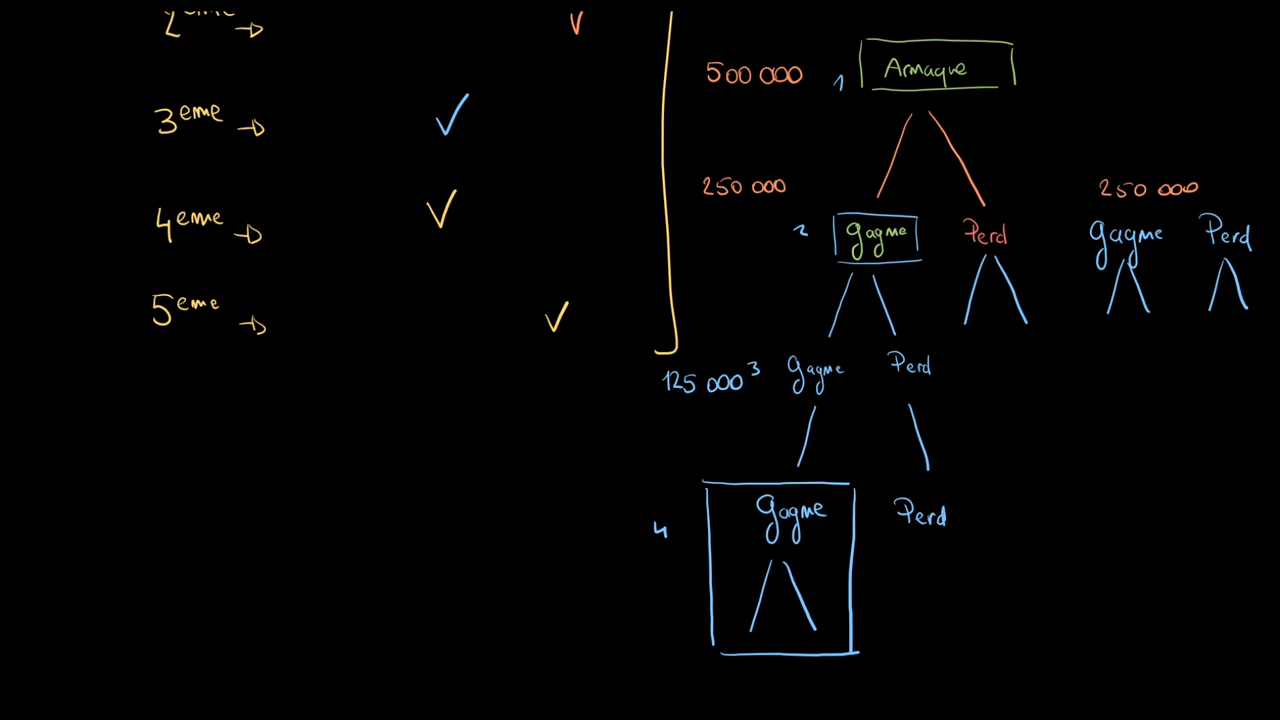 2eme →
3eme → ✓
4eme → ✓
5eme → ✓
500 000 1 Arnaque
250 000 250 000
2 Gagne Perd Gagne Perd
125 000 3 Gagne Perd
4 Gagne Perd